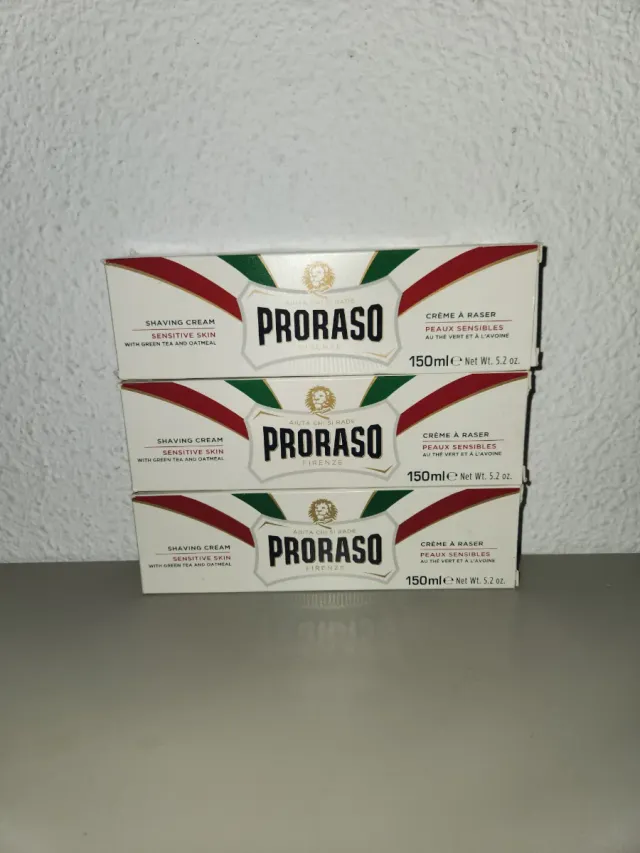 SHAVING CREAM
SENSITIVE SKIN
WITH GREEN TEA AND OATMEAL
AIUTA CHI SI RADE
PRORASO
FIRENZE
CRÈME À RASER
PEAUX SENSIBLES
AU THÉ VERT ET À L'AVOINE
150ml℮ Net Wt. 5.2 oz.
SHAVING CREAM
SENSITIVE SKIN
WITH GREEN TEA AND OATMEAL
AIUTA CHI SI RADE
PRORASO
FIRENZE
CRÈME À RASER
PEAUX SENSIBLES
AU THÉ VERT ET À L'AVOINE
150ml℮ Net Wt. 5.2 oz.
SHAVING CREAM
SENSITIVE SKIN
WITH GREEN TEA AND OATMEAL
AIUTA CHI SI RADE
PRORASO
FIRENZE
CRÈME À RASER
PEAUX SENSIBLES
AU THÉ VERT ET À L'AVOINE
150ml℮ Net Wt. 5.2 oz.